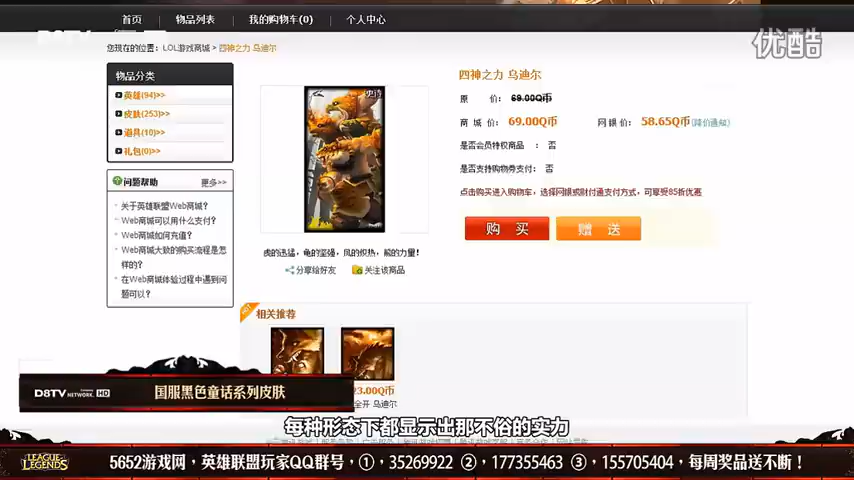 首页 物品列表 我的购物车(0) 个人中心
优酷
您现在的位置：LOL游戏商城 > 四神之力 乌迪尔
物品分类
英雄(94)>>
皮肤(253)>>
道具(10)>>
礼包(0)>>
问题帮助 更多>>
关于英雄联盟Web商城?
Web商城可以用什么支付?
Web商城如何充值?
Web商城大致的购买流程是怎
样的?
在Web商城体验过程中遇到问
题可以?
史诗
虎的迅猛，龟的坚强，凤的炽热，熊的力量!
分享给好友 关注该商品
四神之力 乌迪尔
原 价： 69.00Q币
商 城 价： 69.00Q币 网 银 价： 58.65Q币(降价通知)
是否会员特权商品 ： 否
是否支持购物券支付： 否
点击购买进入购物车，选择网银或财付通支付方式，可享受85折优惠
购 买 赠 送
HOT
相关推荐
3.00Q币
全开 乌迪尔
D8TV NETWORK. HD 国服黑色童话系列皮肤
每种形态下都显示出那不俗的实力
LEAGUE of LEGENDS 5652游戏网，英雄联盟玩家QQ群号，①，35269922 ②，177355463 ③，155705404，每周奖品送不断！